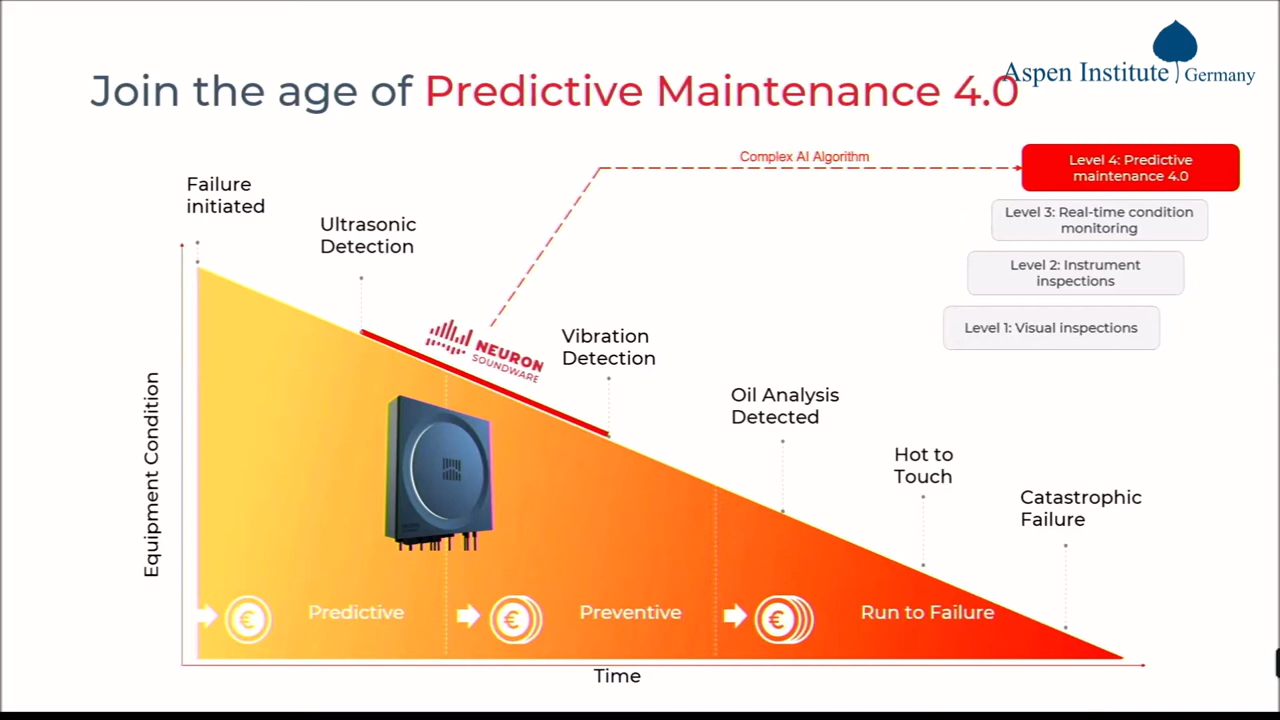 Join the age of Predictive Maintenance 4.0
Aspen Institute Germany
Complex AI Algorithm
Level 4: Predictive
maintenance 4.0
Level 3: Real-time condition
monitoring
Level 2: Instrument
inspections
Level 1: Visual inspections
Failure
initiated
Ultrasonic
Detection
NEURON
SOUNDWARE
Vibration
Detection
Oil Analysis
Detected
Hot to
Touch
Catastrophic
Failure
Equipment Condition
€ Predictive
€ Preventive
€ Run to Failure
Time